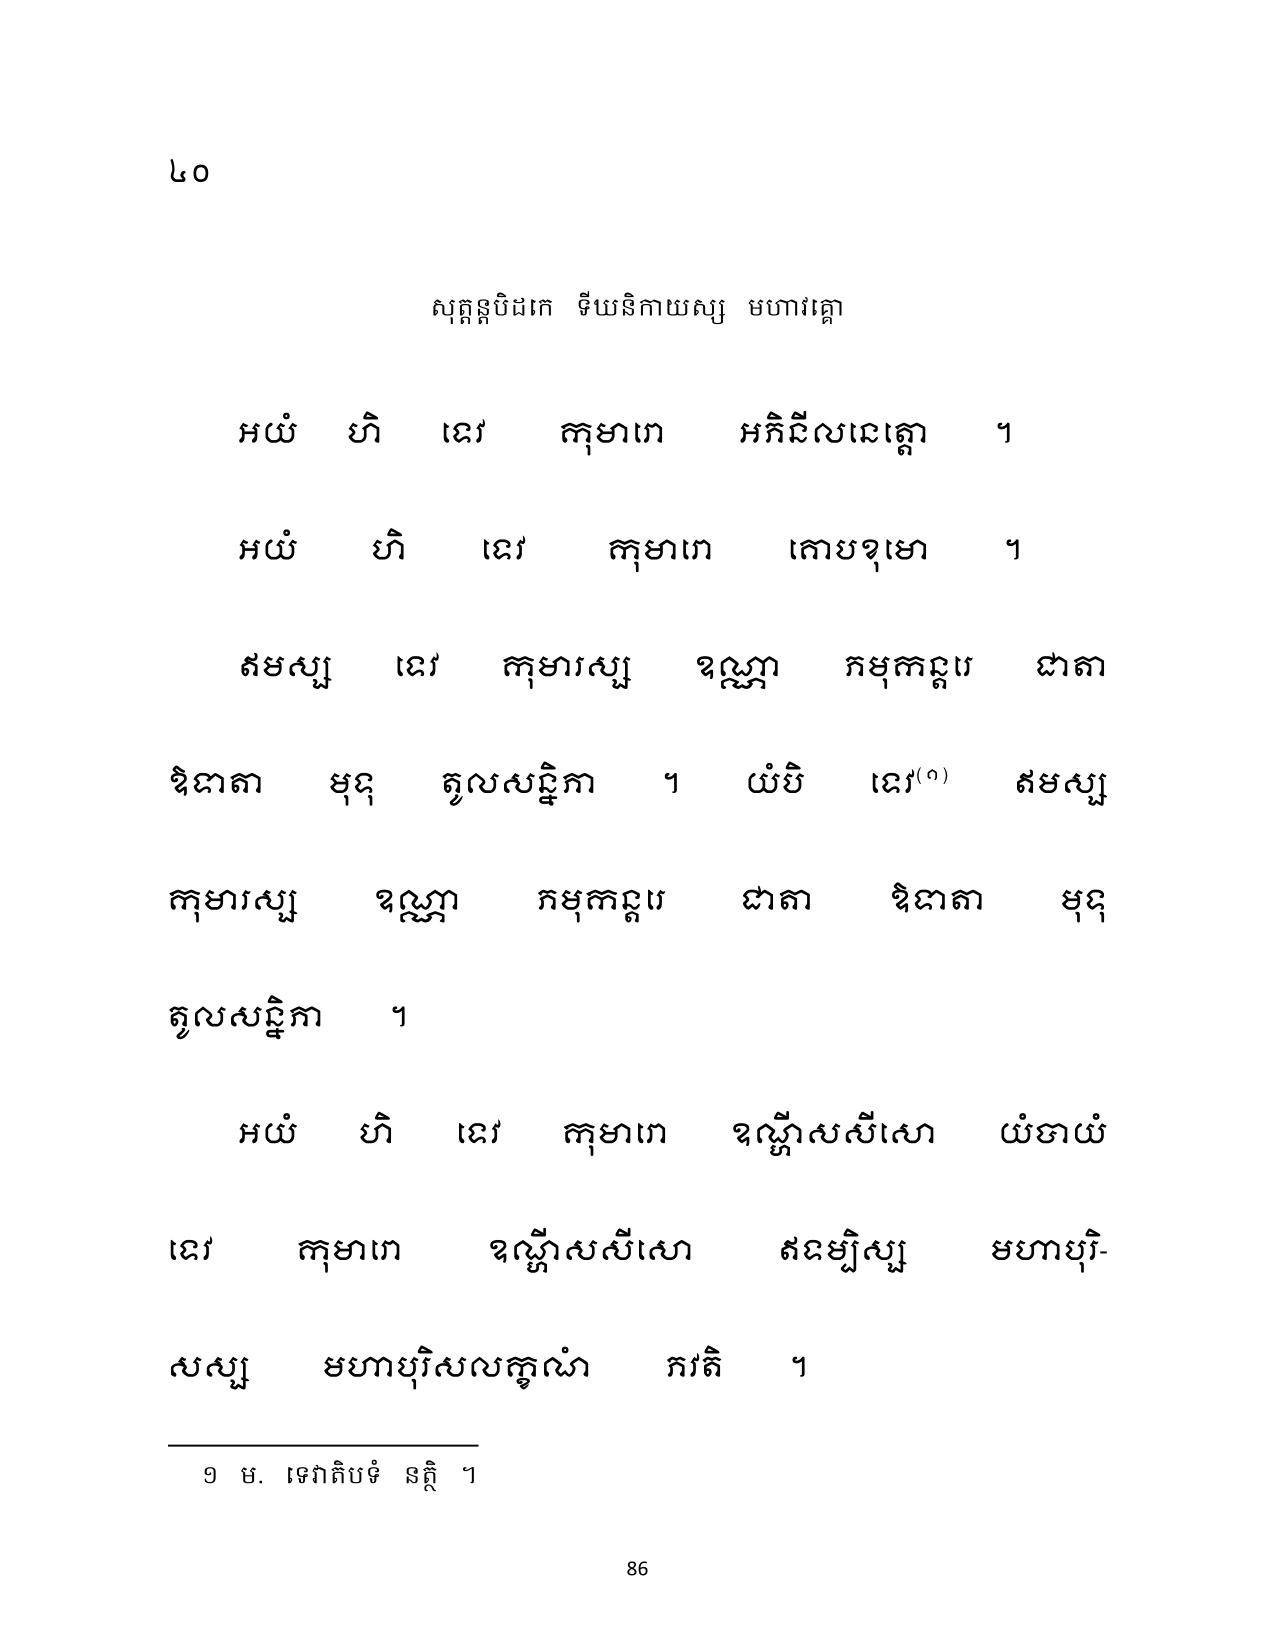 ៤០
សុត្តន្តបិដកេ ទីឃនិកាយស្ស មហាវគ្គោ
អយំ ហិ ទេវ កុមារោ អភិនីលនេត្តោ ។
អយំ ហិ ទេវ កុមារោ គោបខុមោ ។
ឥមស្ស ទេវ កុមារស្ស ឧណ្ណា ភមុកន្តរេ ជាតា
ឱទាតា មុទុ តូលសន្និភា ។ យំបិ ទេវ(១) ឥមស្ស
កុមារស្ស ឧណ្ណា ភមុកន្តរេ ជាតា ឱទាតា មុទុ
តូលសន្និភា ។
អយំ ហិ ទេវ កុមារោ ឧណ្ហីសសីសោ យំបាយំ
ទេវ កុមារោ ឧណ្ហីសសីសោ ឥទម្បិស្ស មហាបុរិ-
សស្ស មហាបុរិសលក្ខណំ ភវតិ ។
១ ម. ទេវាតិបទំ នត្ថិ ។
86